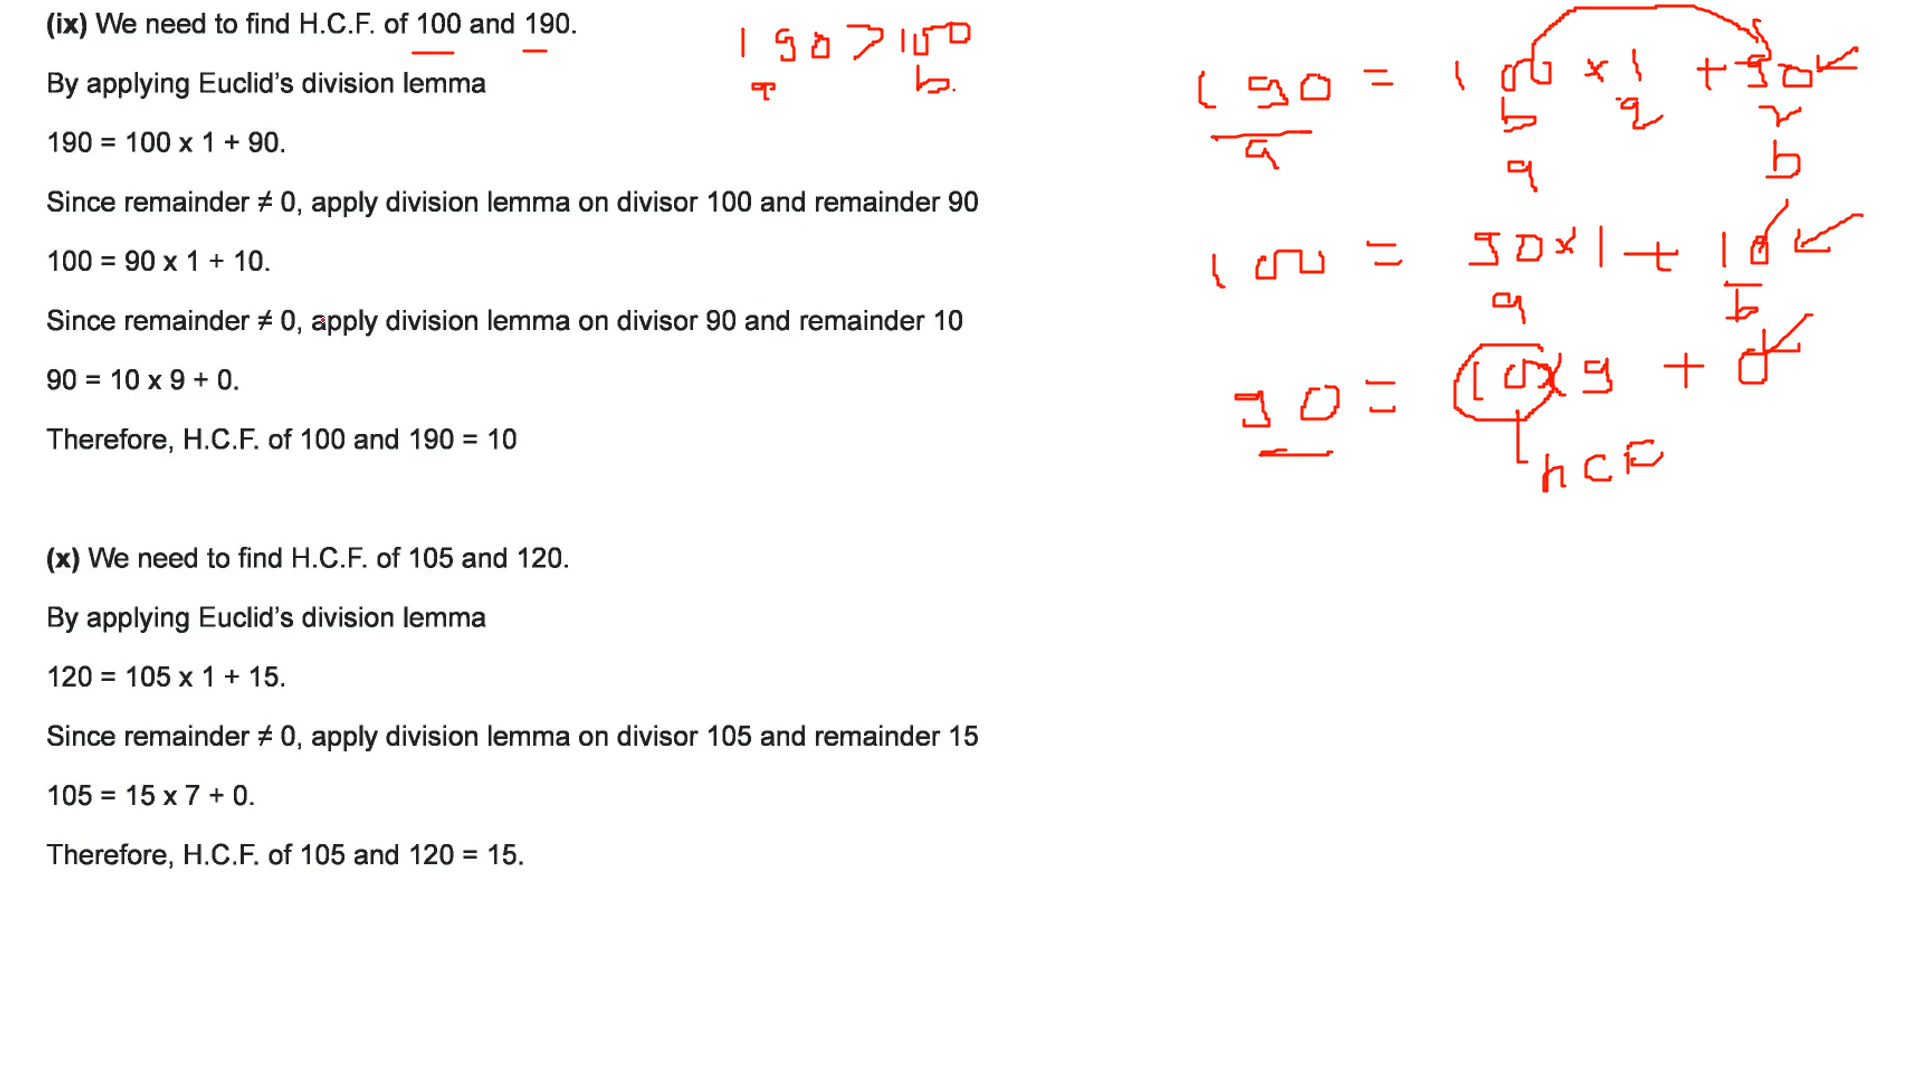 (ix) We need to find H.C.F. of 100 and 190.
190 > 100
a b.
By applying Euclid's division lemma
190 = 100 x 1 + 90
a b q r
a b
190 = 100 x 1 + 90.
Since remainder ≠ 0, apply division lemma on divisor 100 and remainder 90
100 = 90 x 1 + 10
a b
100 = 90 x 1 + 10.
Since remainder ≠ 0, apply division lemma on divisor 90 and remainder 10
90 = 10 x 9 + 0
90 = 10 x 9 + 0.
HCF
Therefore, H.C.F. of 100 and 190 = 10
(x) We need to find H.C.F. of 105 and 120.
By applying Euclid's division lemma
120 = 105 x 1 + 15.
Since remainder ≠ 0, apply division lemma on divisor 105 and remainder 15
105 = 15 x 7 + 0.
Therefore, H.C.F. of 105 and 120 = 15.